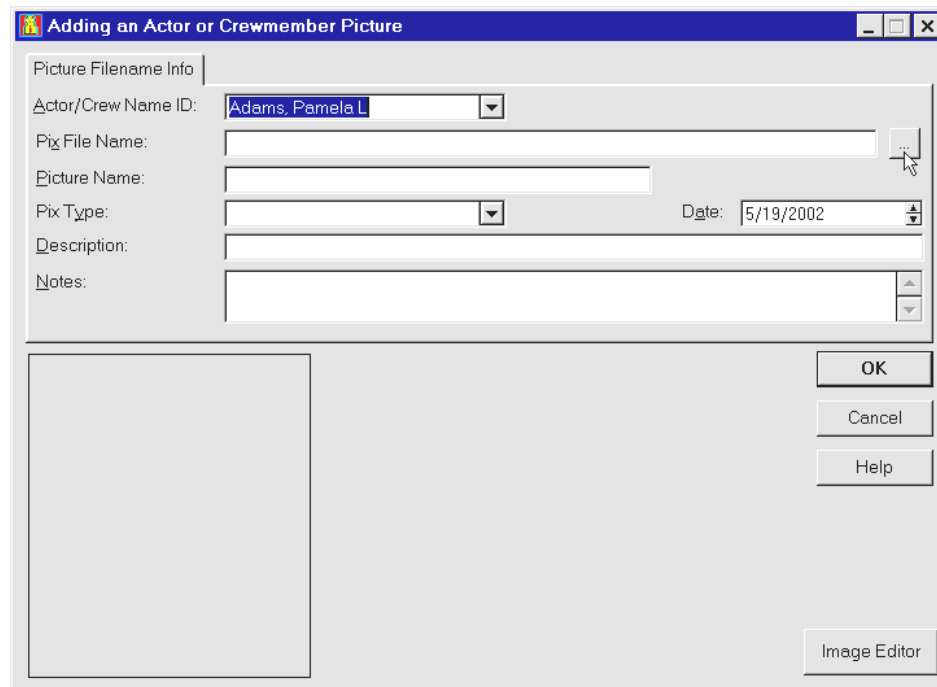 Adding an Actor or Crewmember Picture
Picture Filename Info
Actor/Crew Name ID: Adams, Pamela L
Pix File Name: ...
Picture Name:
Pix Type: Date: 5/19/2002
Description:
Notes:
OK
Cancel
Help
Image Editor